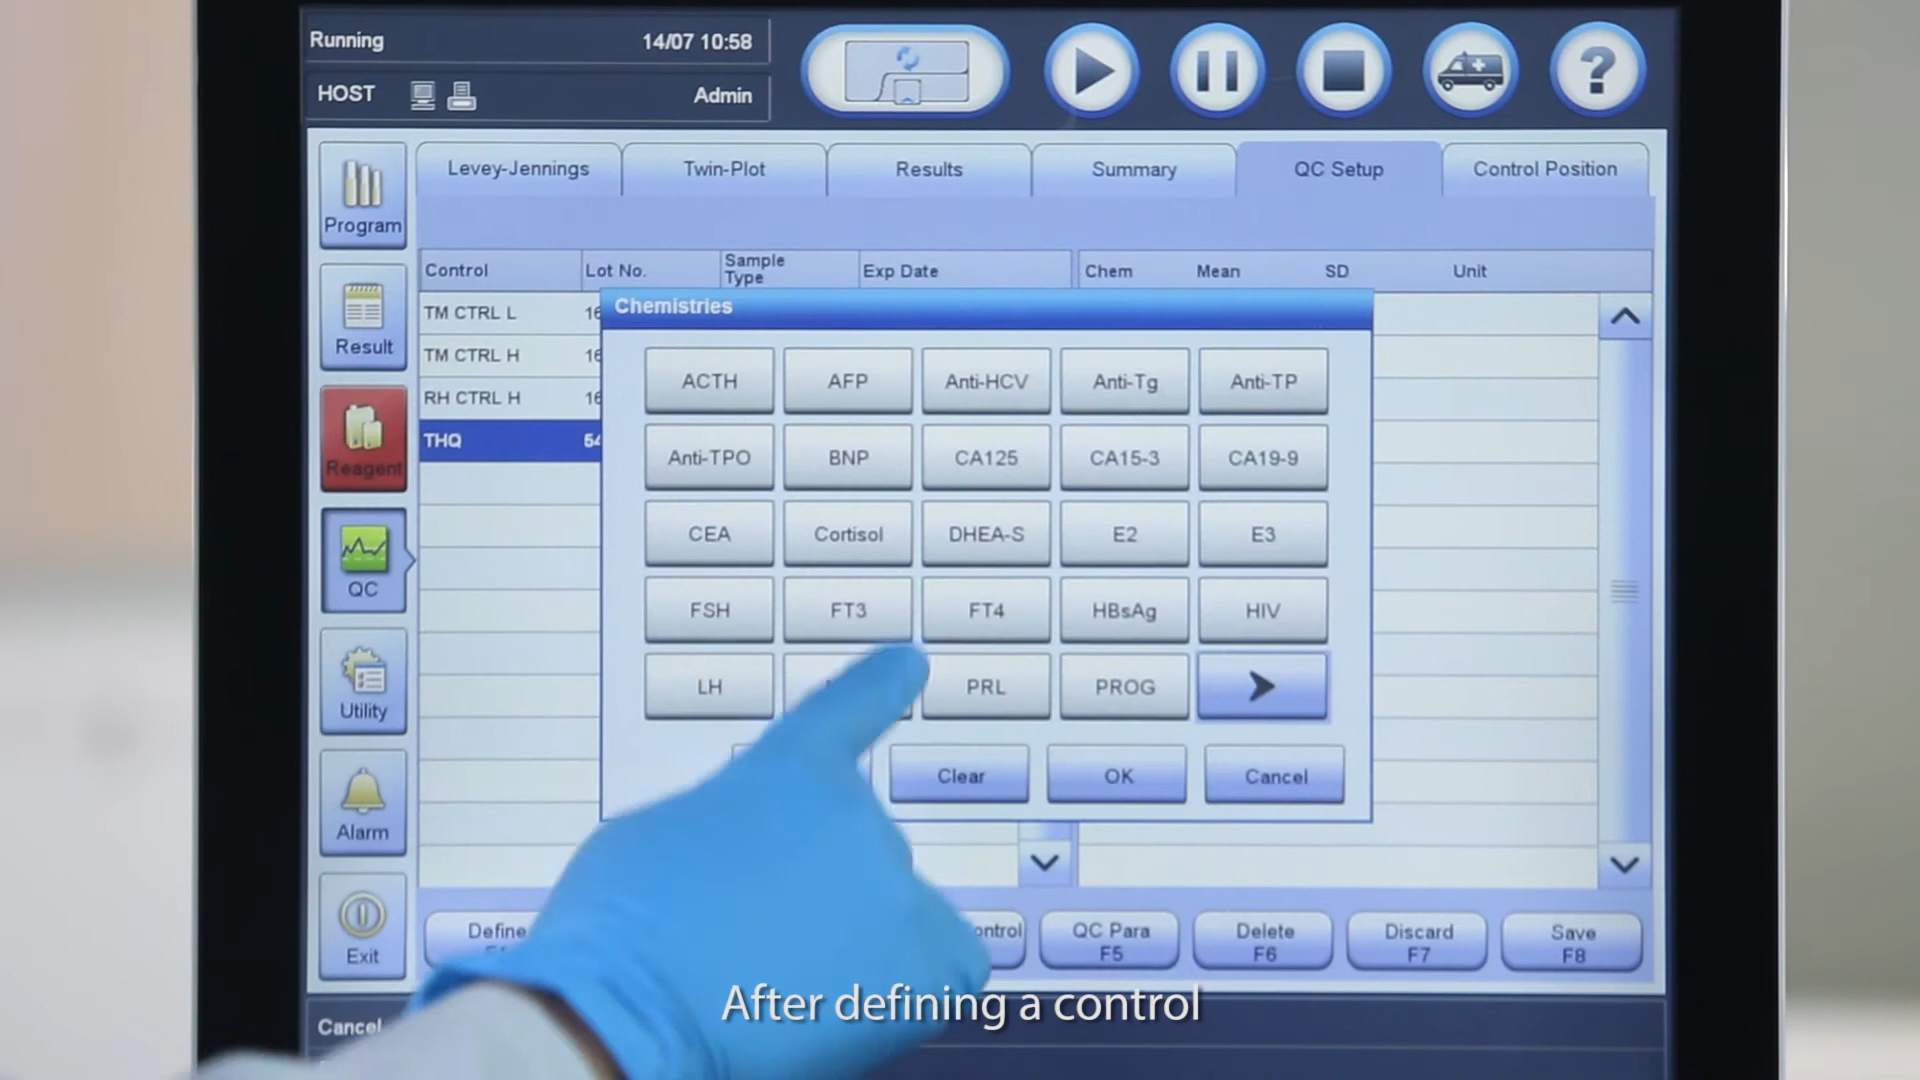 Running 14/07 10:58
HOST Admin
Levey-Jennings Twin-Plot Results Summary QC Setup Control Position
Program
Result
Reagent
QC
Utility
Alarm
Exit
Control Lot No. Sample Type Exp Date Chem Mean SD Unit
TM CTRL L 16
TM CTRL H 16
RH CTRL H 16
THQ 54
Chemistries
ACTH AFP Anti-HCV Anti-Tg Anti-TP
Anti-TPO BNP CA125 CA15-3 CA19-9
CEA Cortisol DHEA-S E2 E3
FSH FT3 FT4 HBsAg HIV
LH PRL PROG
Clear OK Cancel
Define QC Para Delete Discard Save
F5 F6 F7 F8
Cancel
After defining a control